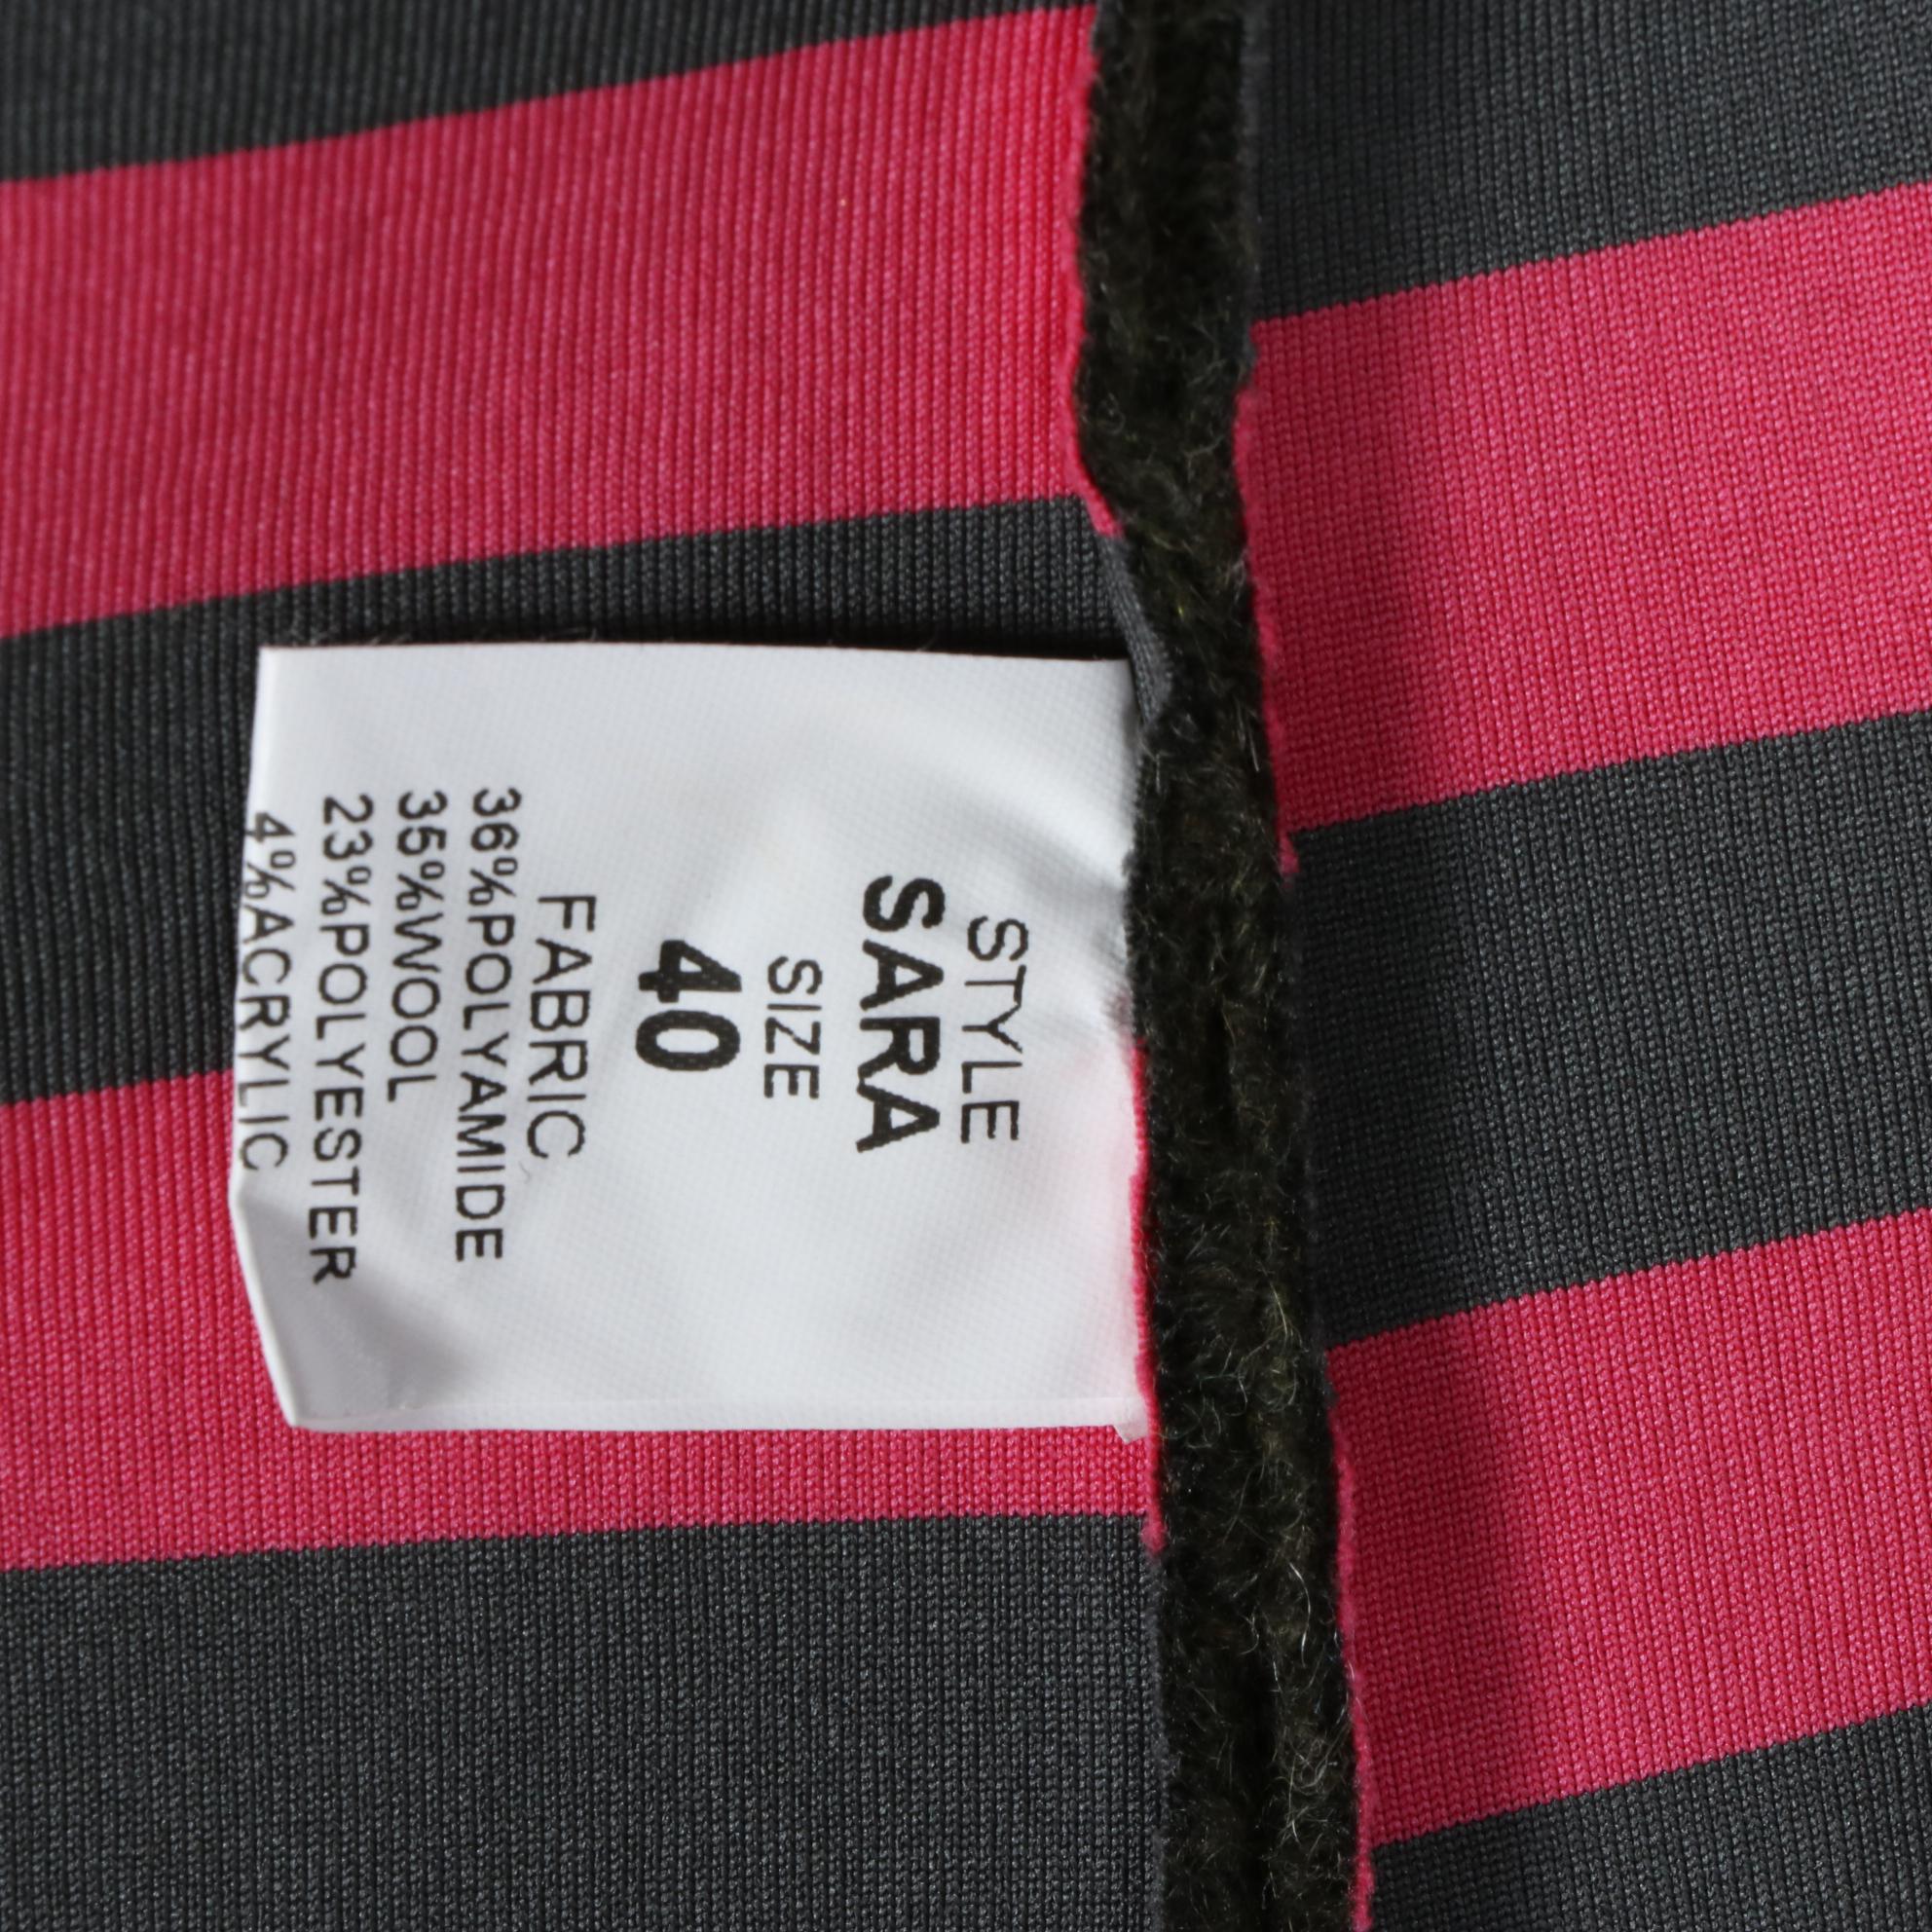 STYLE
SARA
SIZE
40
FABRIC
36%POLYAMIDE
35%WOOL
23%POLYESTER
4%ACRYLIC